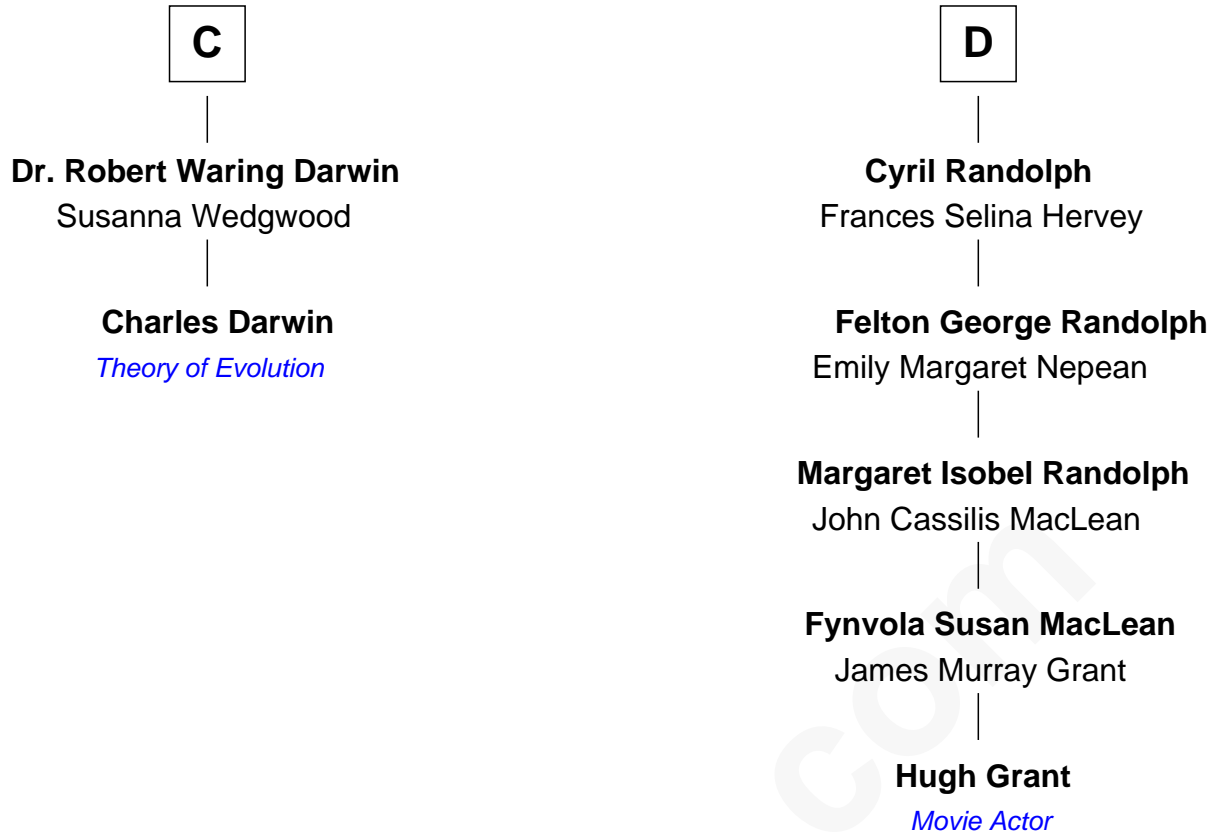 C
Dr. Robert Waring Darwin
Susanna Wedgwood
Charles Darwin
Theory of Evolution
D
Cyril Randolph
Frances Selina Hervey
Felton George Randolph
Emily Margaret Nepean
Margaret Isobel Randolph
John Cassilis MacLean
Fynvola Susan MacLean
James Murray Grant
Hugh Grant
Movie Actor
com